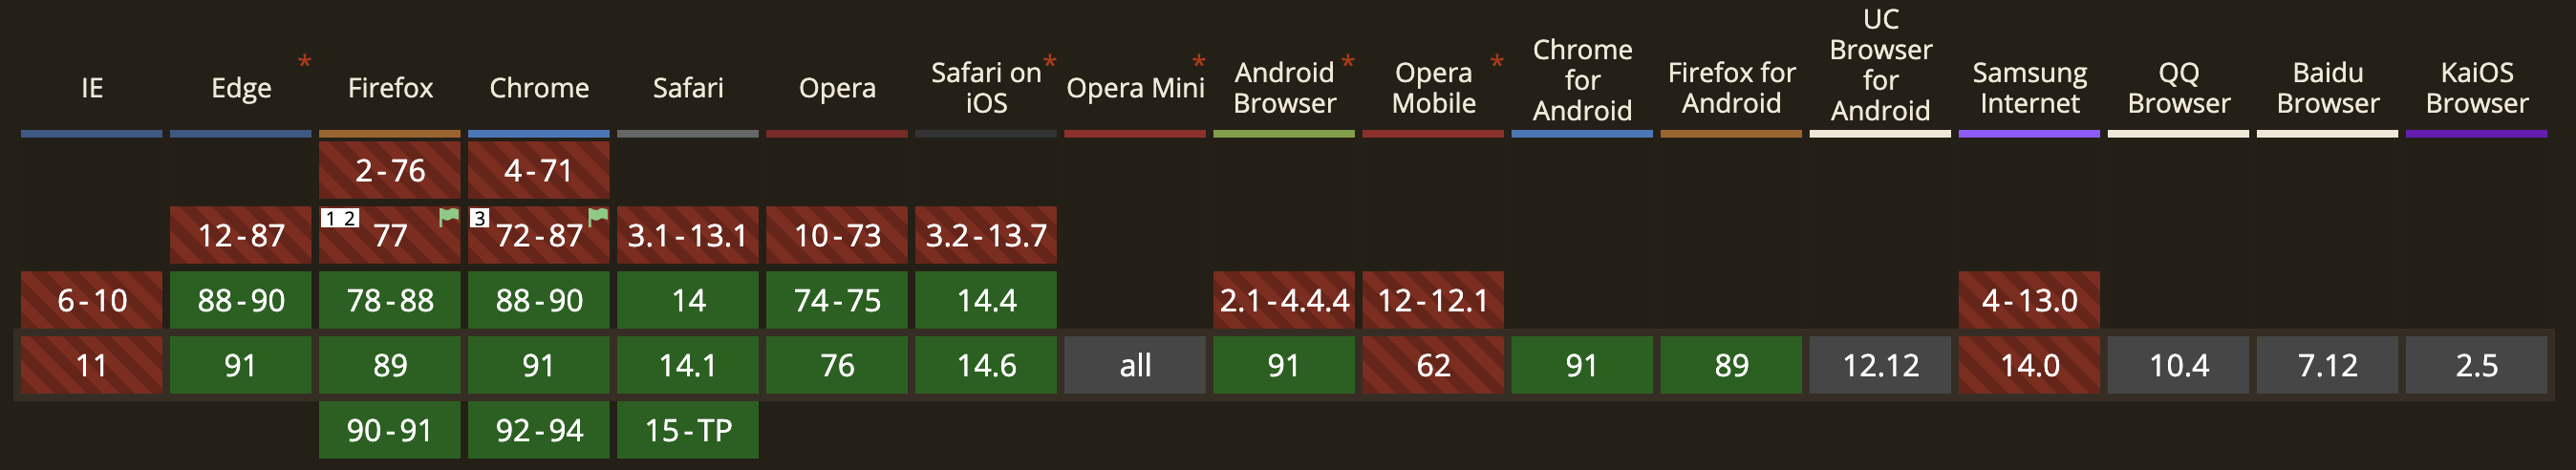 IE
Edge *
Firefox
Chrome
Safari
Opera
Safari on *
iOS
Opera Mini *
Android *
Browser
Opera *
Mobile
Chrome
for
Android
Firefox for
Android
UC
Browser
for
Android
Samsung
Internet
QQ
Browser
Baidu
Browser
KaiOS
Browser
2-76
4-71
12-87
1 2
77
3
72-87
3.1-13.1
10-73
3.2-13.7
6-10
88-90
78-88
88-90
14
74-75
14.4
2.1-4.4.4
12-12.1
4-13.0
11
91
89
91
14.1
76
14.6
all
91
62
91
89
12.12
14.0
10.4
7.12
2.5
90-91
92-94
15-TP